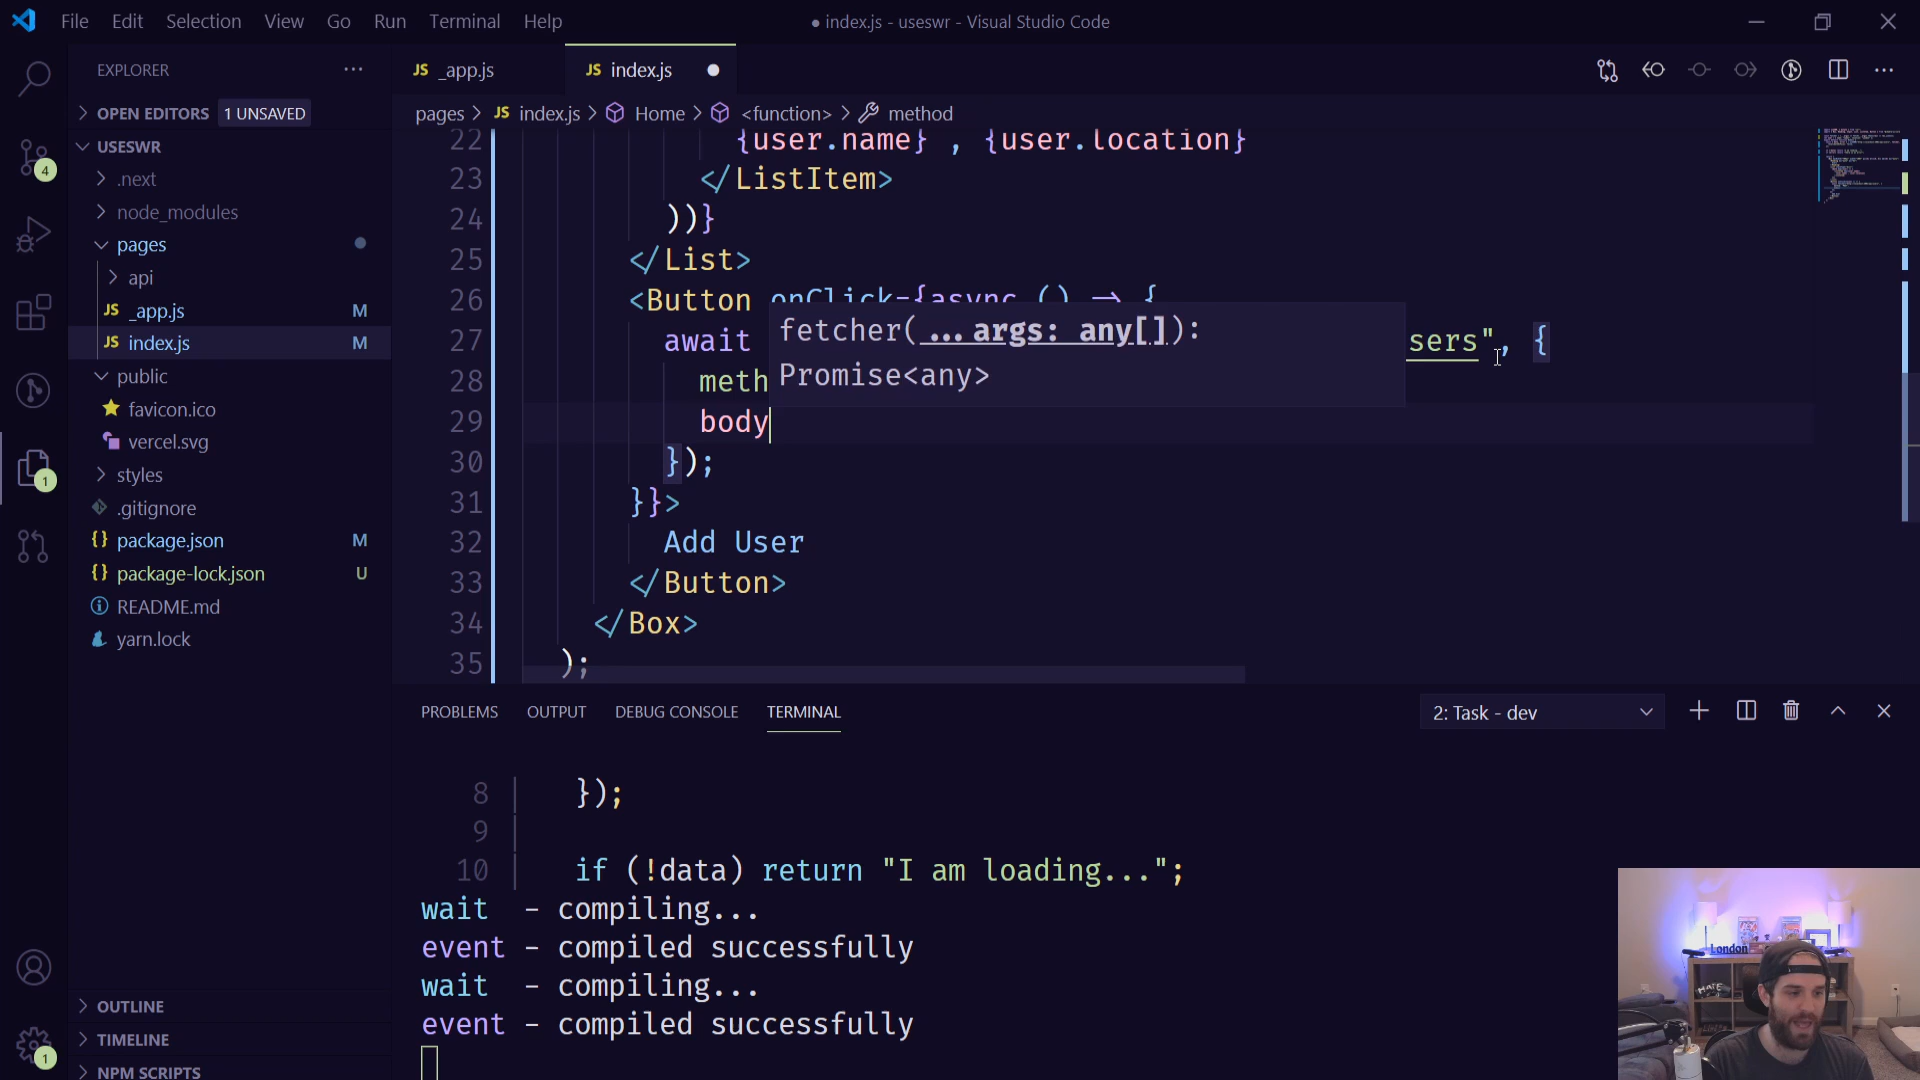 File Edit Selection View Go Run Terminal Help
● index.js - useswr - Visual Studio Code
EXPLORER
JS _app.js
JS index.js
OPEN EDITORS 1 UNSAVED
pages > JS index.js > Home > <function> > method
USESWR
.next
node_modules
pages
api
JS _app.js M
JS index.js M
public
favicon.ico
vercel.svg
styles
.gitignore
{} package.json M
{} package-lock.json U
README.md
yarn.lock
OUTLINE
TIMELINE
NPM SCRIPTS
4
1
1
22 {user.name} , {user.location}
23 </ListItem>
24 ))}
25 </List>
26 <Button onClick={async () => {
27 await sers", {
28 meth
29 body
30 });
31 }}>
32 Add User
33 </Button>
34 </Box>
35 );
fetcher(...args: any[]):
Promise<any>
PROBLEMS OUTPUT DEBUG CONSOLE TERMINAL
2: Task - dev
8 | });
9 |
10 | if (!data) return "I am loading...";
wait - compiling...
event - compiled successfully
wait - compiling...
event - compiled successfully
London